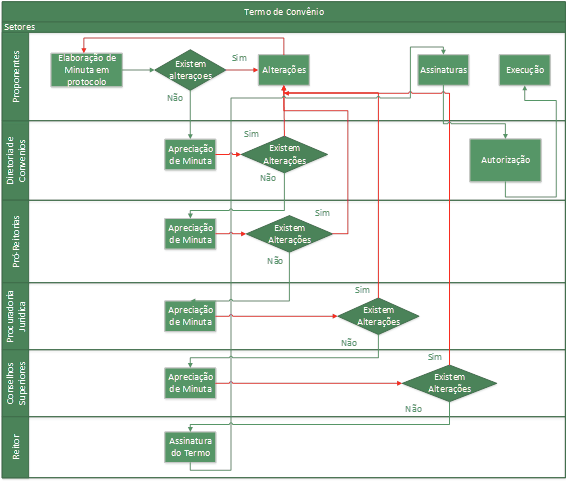 Termo de Convênio
Setores
Proponentes
Elaboração de
Minuta em
protocolo
Existem
alterações
Sim
Não
Alterações
Assinaturas
Execução
Diretoria de
Convenios
Apreciação
de Minuta
Sim
Existem
Alterações
Não
Autorização
Pró-Reitorias
Apreciação
de Minuta
Sim
Existem
Alterações
Não
Procuradoria
Jurídica
Apreciação
de Minuta
Sim
Existem
Alterações
Não
Conselhos
Superiores
Apreciação
de Minuta
Sim
Existem
Alterações
Não
Reitor
Assinatura
do Termo